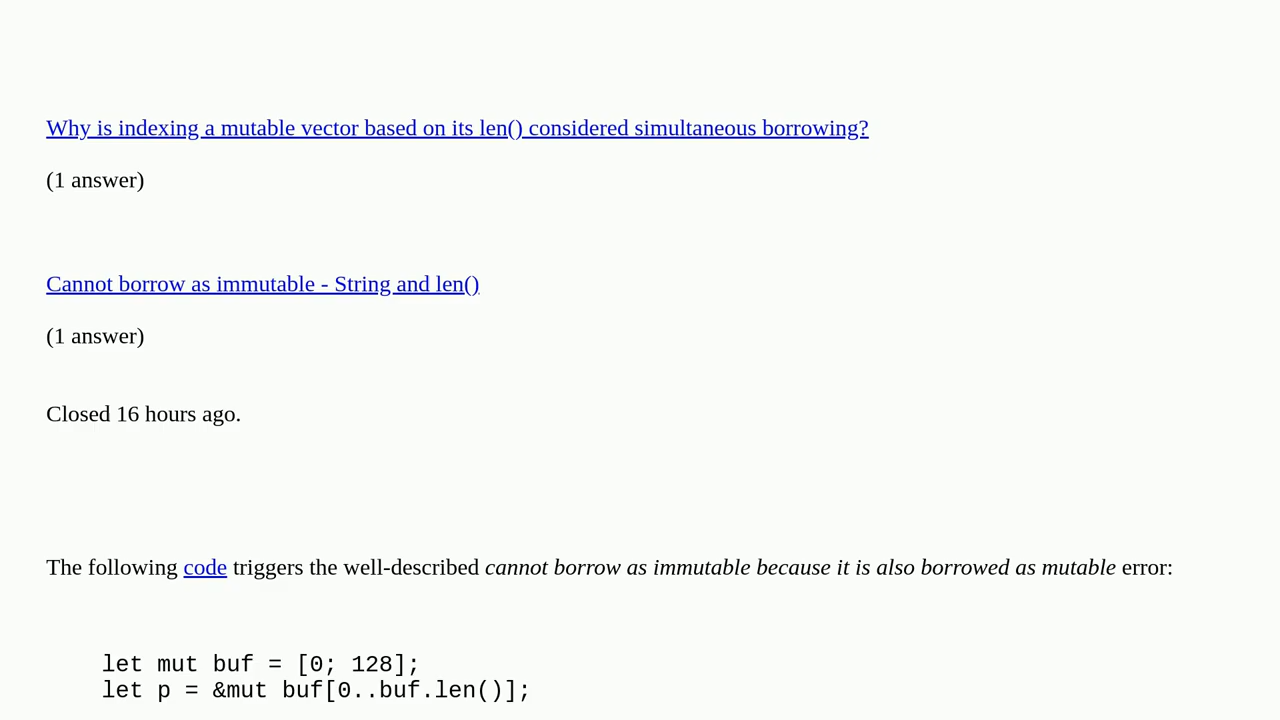 Why is indexing a mutable vector based on its len() considered simultaneous borrowing?
(1 answer)
Cannot borrow as immutable - String and len()
(1 answer)
Closed 16 hours ago.
The following code triggers the well-described cannot borrow as immutable because it is also borrowed as mutable error:
let mut buf = [0; 128];
let p = &mut buf[0..buf.len()];